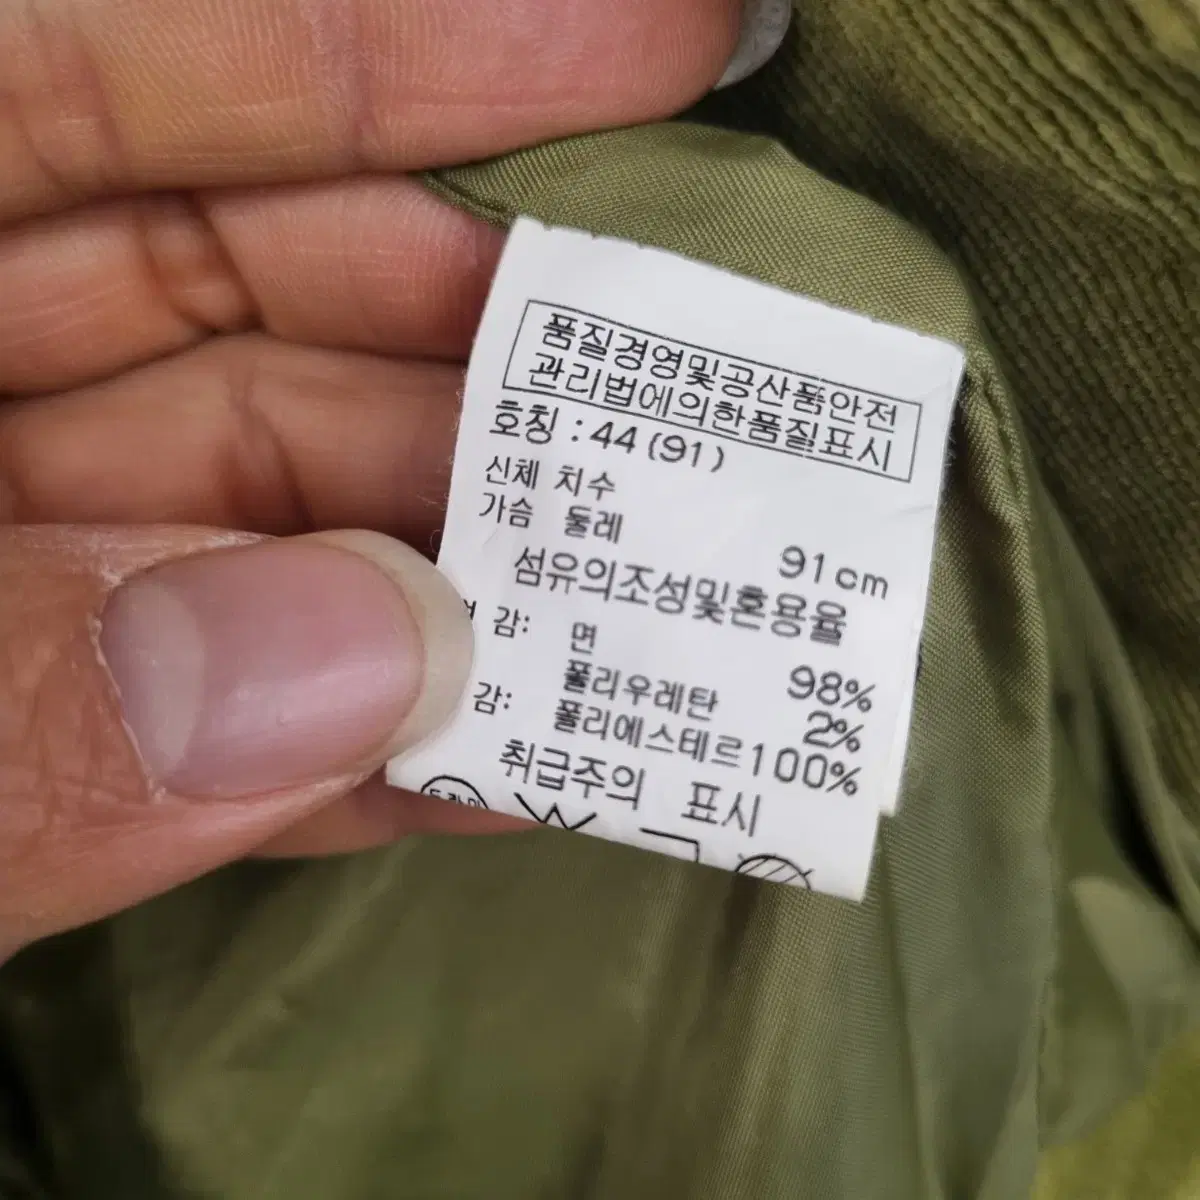 품질경영및공산품안전
관리법에의한품질표시
호칭 : 44 (91)
신체 치수
가슴 둘레 91cm
섬유의조성및혼용율
감: 면 98%
폴리우레탄 2%
감: 폴리에스테르 100%
취급주의 표시